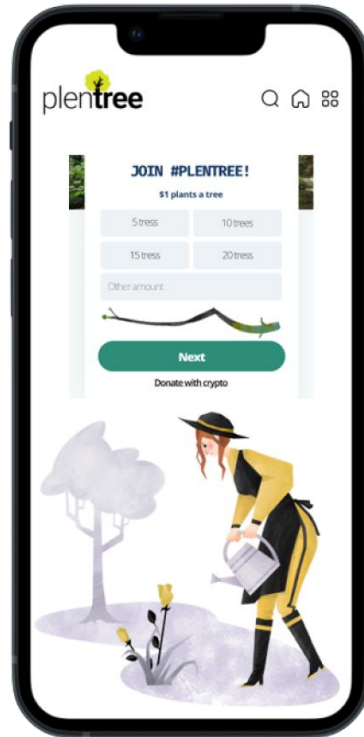 plentree
JOIN #PLENTREE!
$1 plants a tree
5 tress 10 trees
15 tress 20 tress
Other amount
Next
Donate with crypto